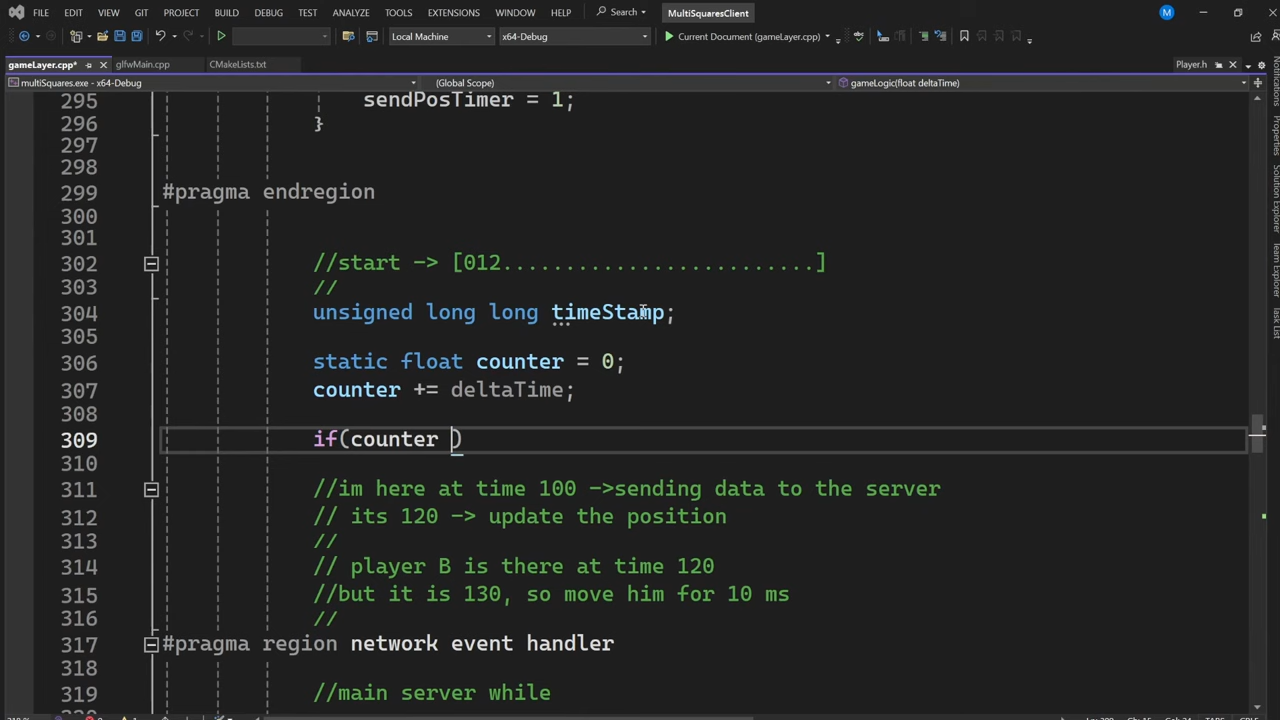 FILE EDIT VIEW GIT PROJECT BUILD DEBUG TEST ANALYZE TOOLS EXTENSIONS WINDOW HELP Search MultiSquaresClient M
Local Machine x64-Debug Current Document (gameLayer.cpp)
gameLayer.cpp* glfwMain.cpp CMakeLists.txt Player.h
multiSquares.exe - x64-Debug (Global Scope) gameLogic(float deltaTime)
295 sendPosTimer = 1;
296 }
297
298
299 #pragma endregion
300
301
302 //start -> [012.........................]
303 //
304 unsigned long long timeStamp;
305
306 static float counter = 0;
307 counter += deltaTime;
308
309 if(counter )
310
311 //im here at time 100 ->sending data to the server
312 // its 120 -> update the position
313 //
314 // player B is there at time 120
315 //but it is 130, so move him for 10 ms
316 //
317 #pragma region network event handler
318
319 //main server while
Notifications
Properties
Solution Explorer
Team Explorer